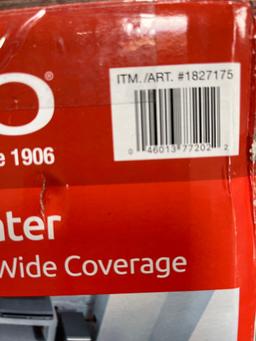 ITM./ART. #1827175
0 46013 77202 2
O®
e 1906
ater
Wide Coverage